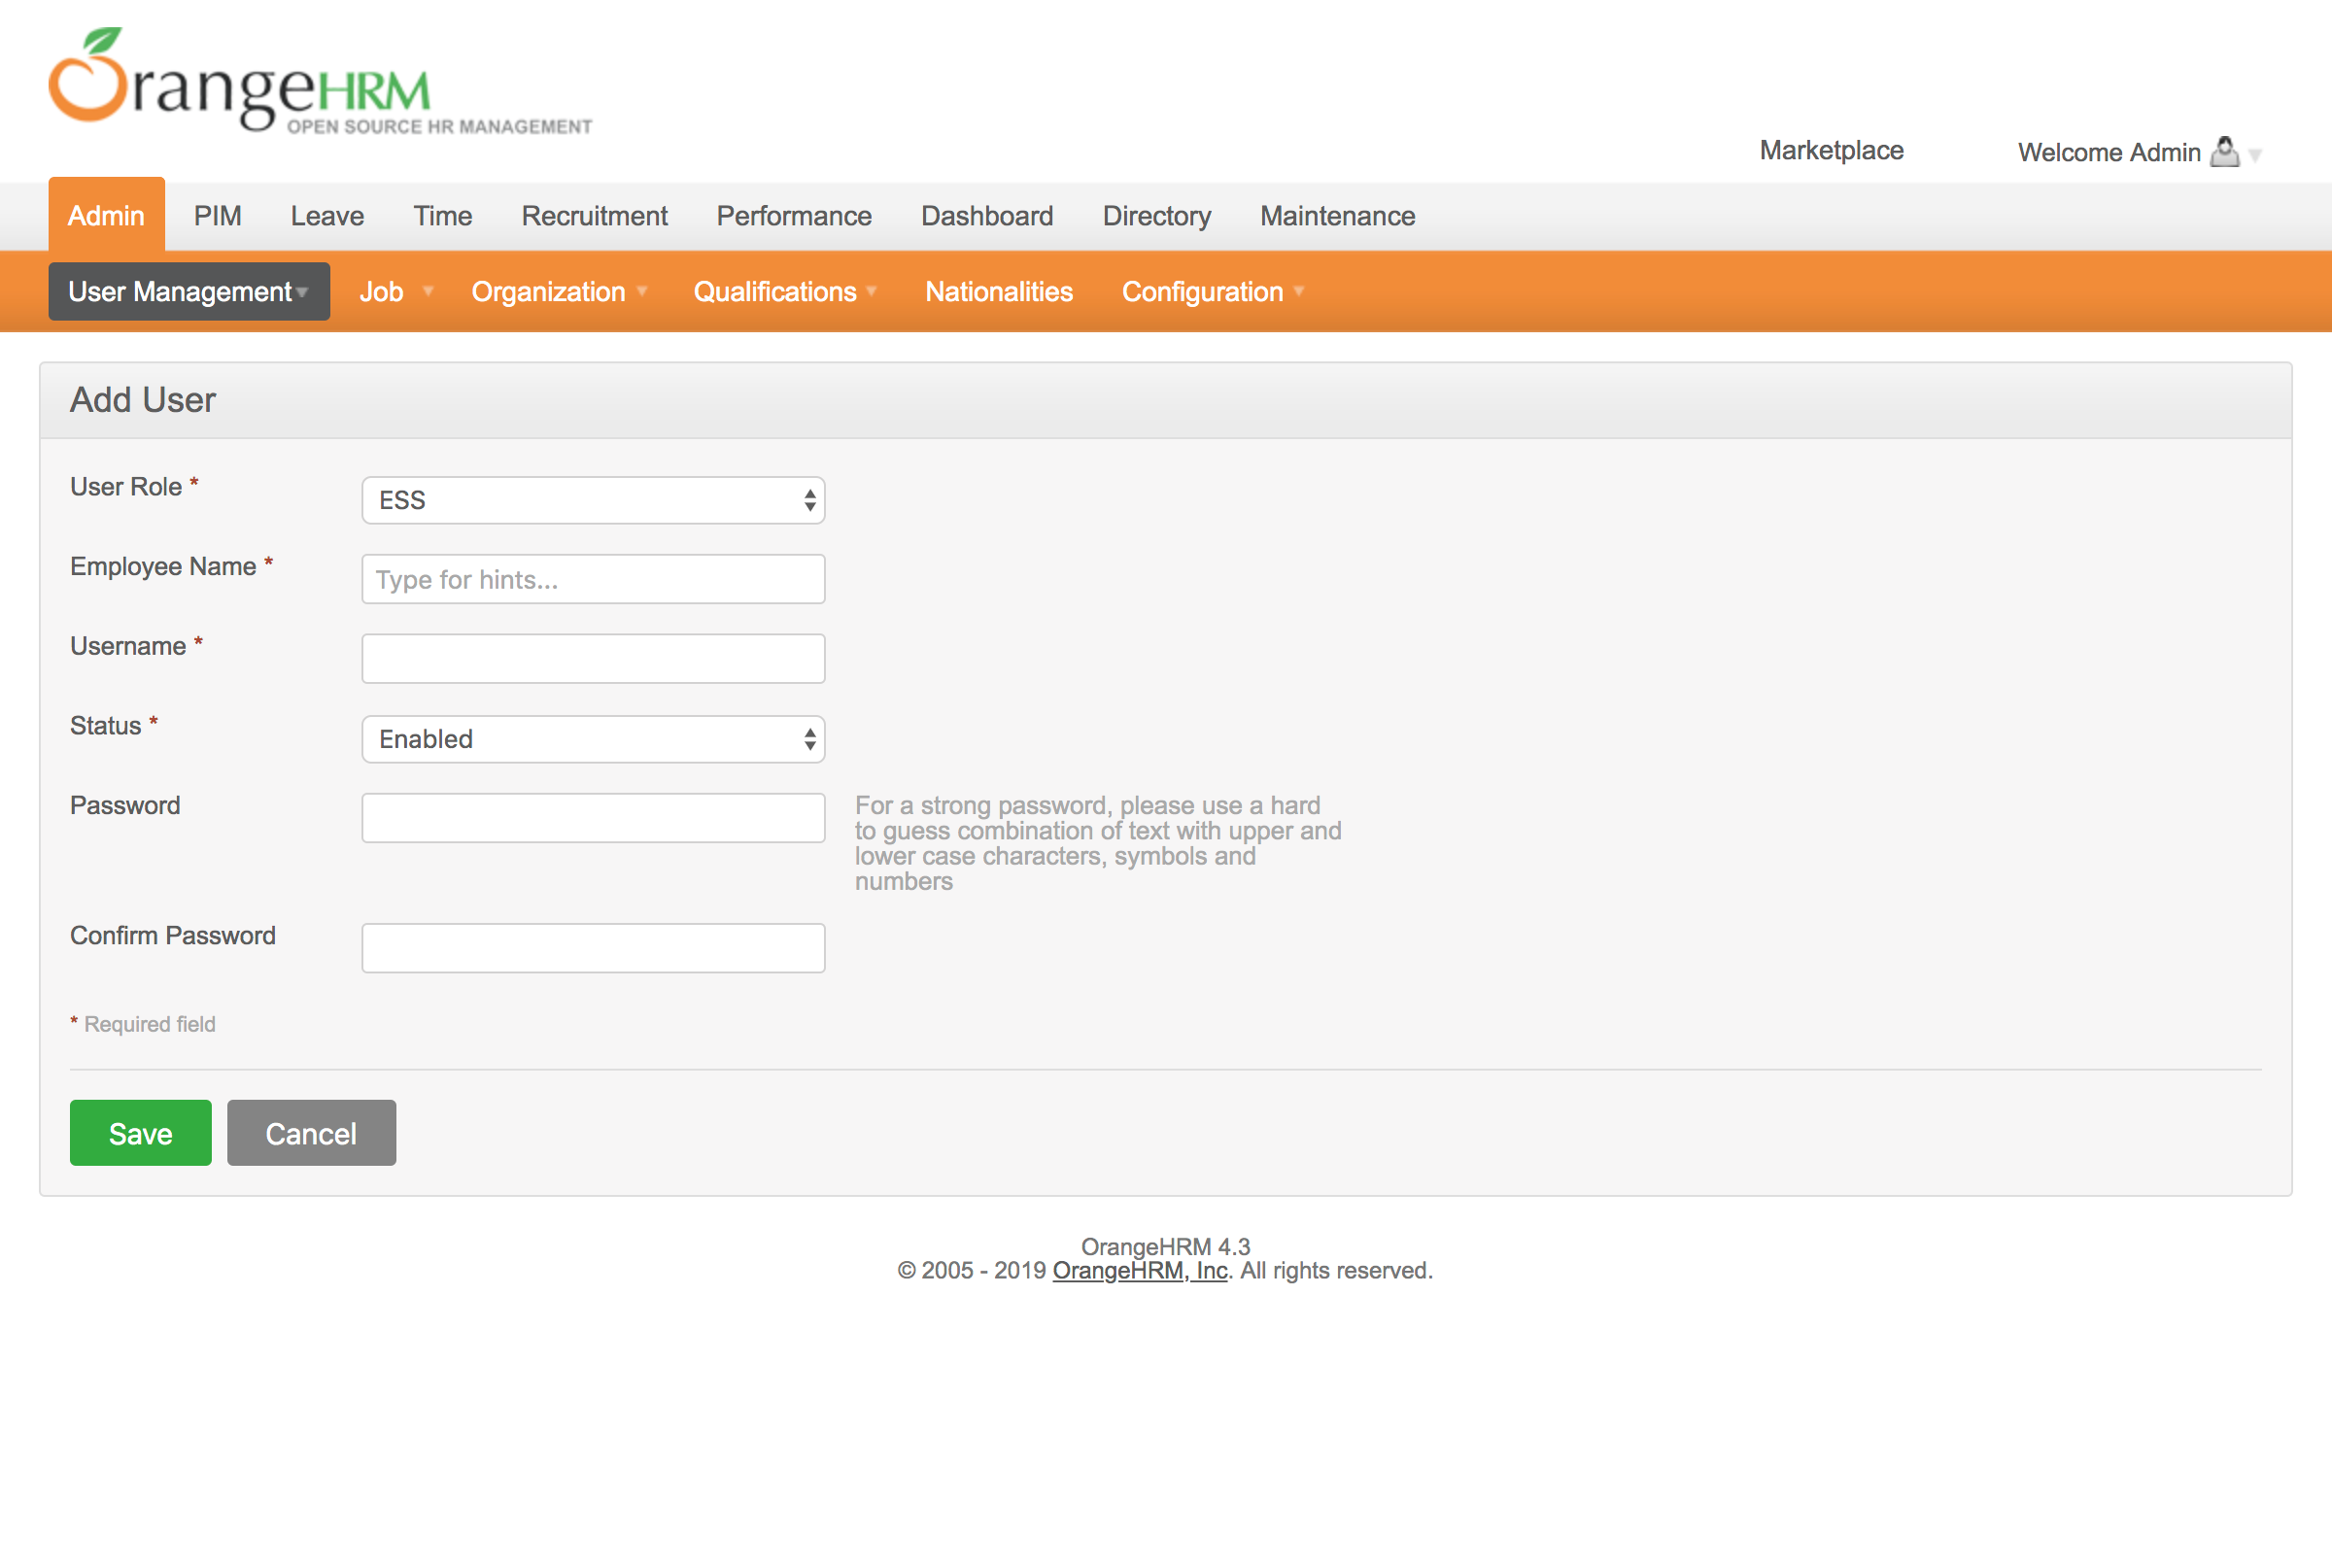 OrangeHRM
OPEN SOURCE HR MANAGEMENT
Marketplace
Welcome Admin
Admin PIM Leave Time Recruitment Performance Dashboard Directory Maintenance
User Management Job Organization Qualifications Nationalities Configuration
Add User
User Role *
ESS
Employee Name *
Type for hints...
Username *
Status *
Enabled
Password
For a strong password, please use a hard
to guess combination of text with upper and
lower case characters, symbols and
numbers
Confirm Password
* Required field
Save Cancel
OrangeHRM 4.3
© 2005 - 2019 OrangeHRM, Inc. All rights reserved.